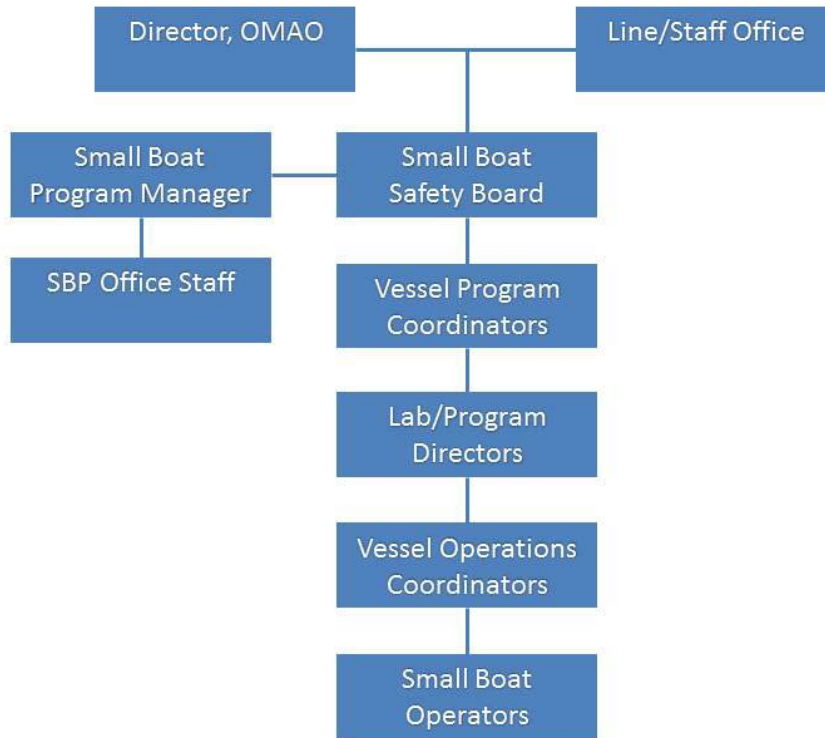 Director, OMAO
Line/Staff Office
Small Boat
Program Manager
Small Boat
Safety Board
SBP Office Staff
Vessel Program
Coordinators
Lab/Program
Directors
Vessel Operations
Coordinators
Small Boat
Operators